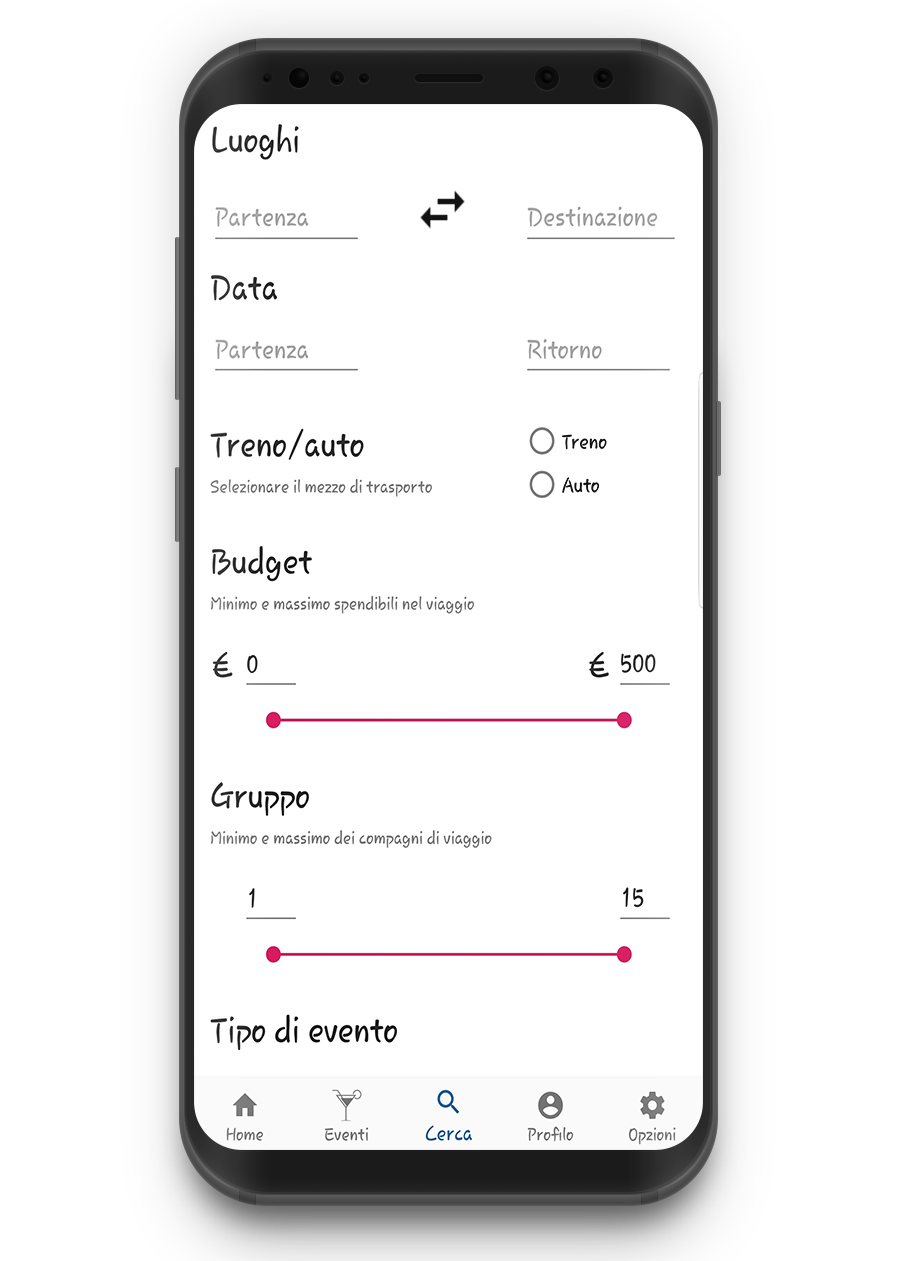 Luoghi
Partenza Destinazione
Data
Partenza Ritorno
Treno/auto Treno
Selezionare il mezzo di trasporto Auto
Budget
Minimo e massimo spendibili nel viaggio
€ 0 € 500
Gruppo
Minimo e massimo dei compagni di viaggio
1 15
Tipo di evento
Home Eventi Cerca Profilo Opzioni